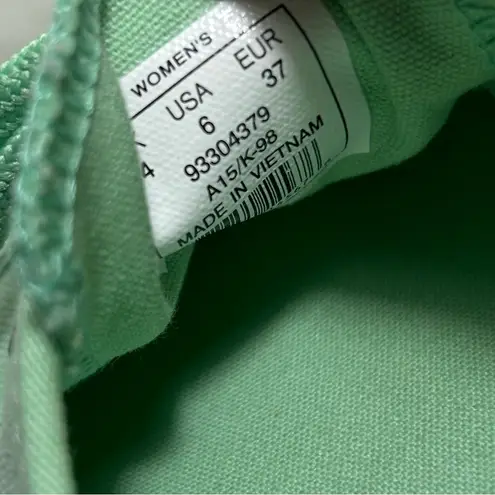 WOMEN'S
USA EUR
4 6 37
93304379
A15/K-98
MADE IN VIETNAM